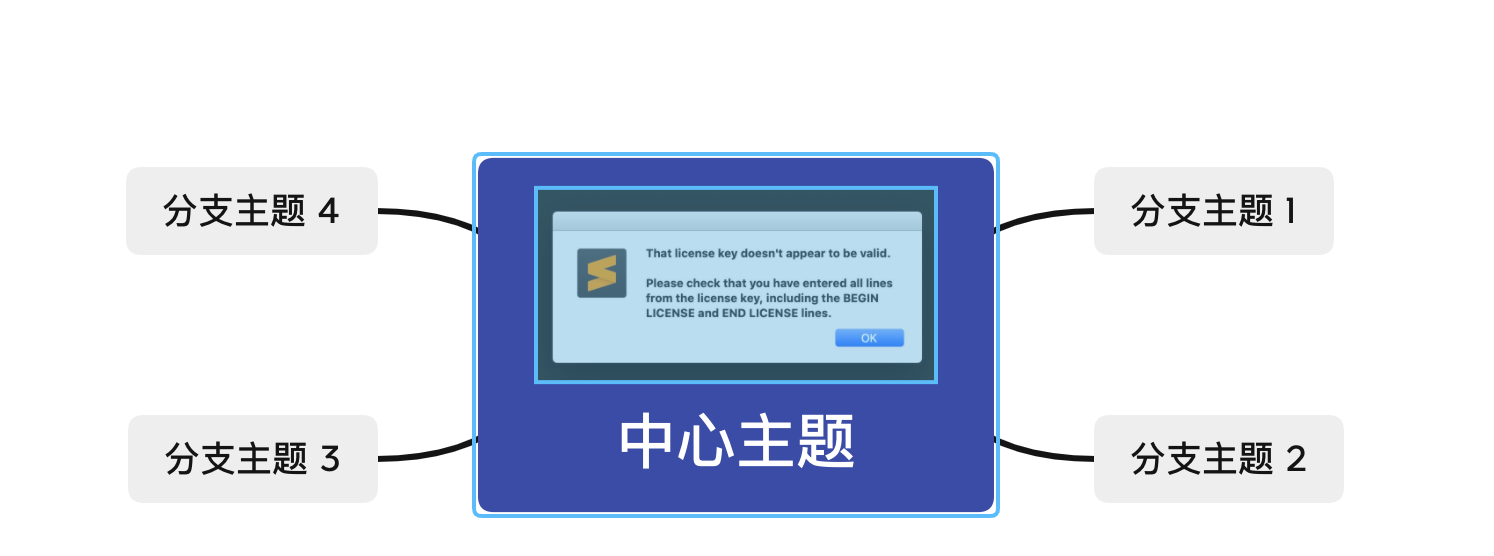 分支主题 4
分支主题 1
That license key doesn't appear to be valid.
Please check that you have entered all lines
from the license key, including the BEGIN
LICENSE and END LICENSE lines.
OK
中心主题
分支主题 3
分支主题 2